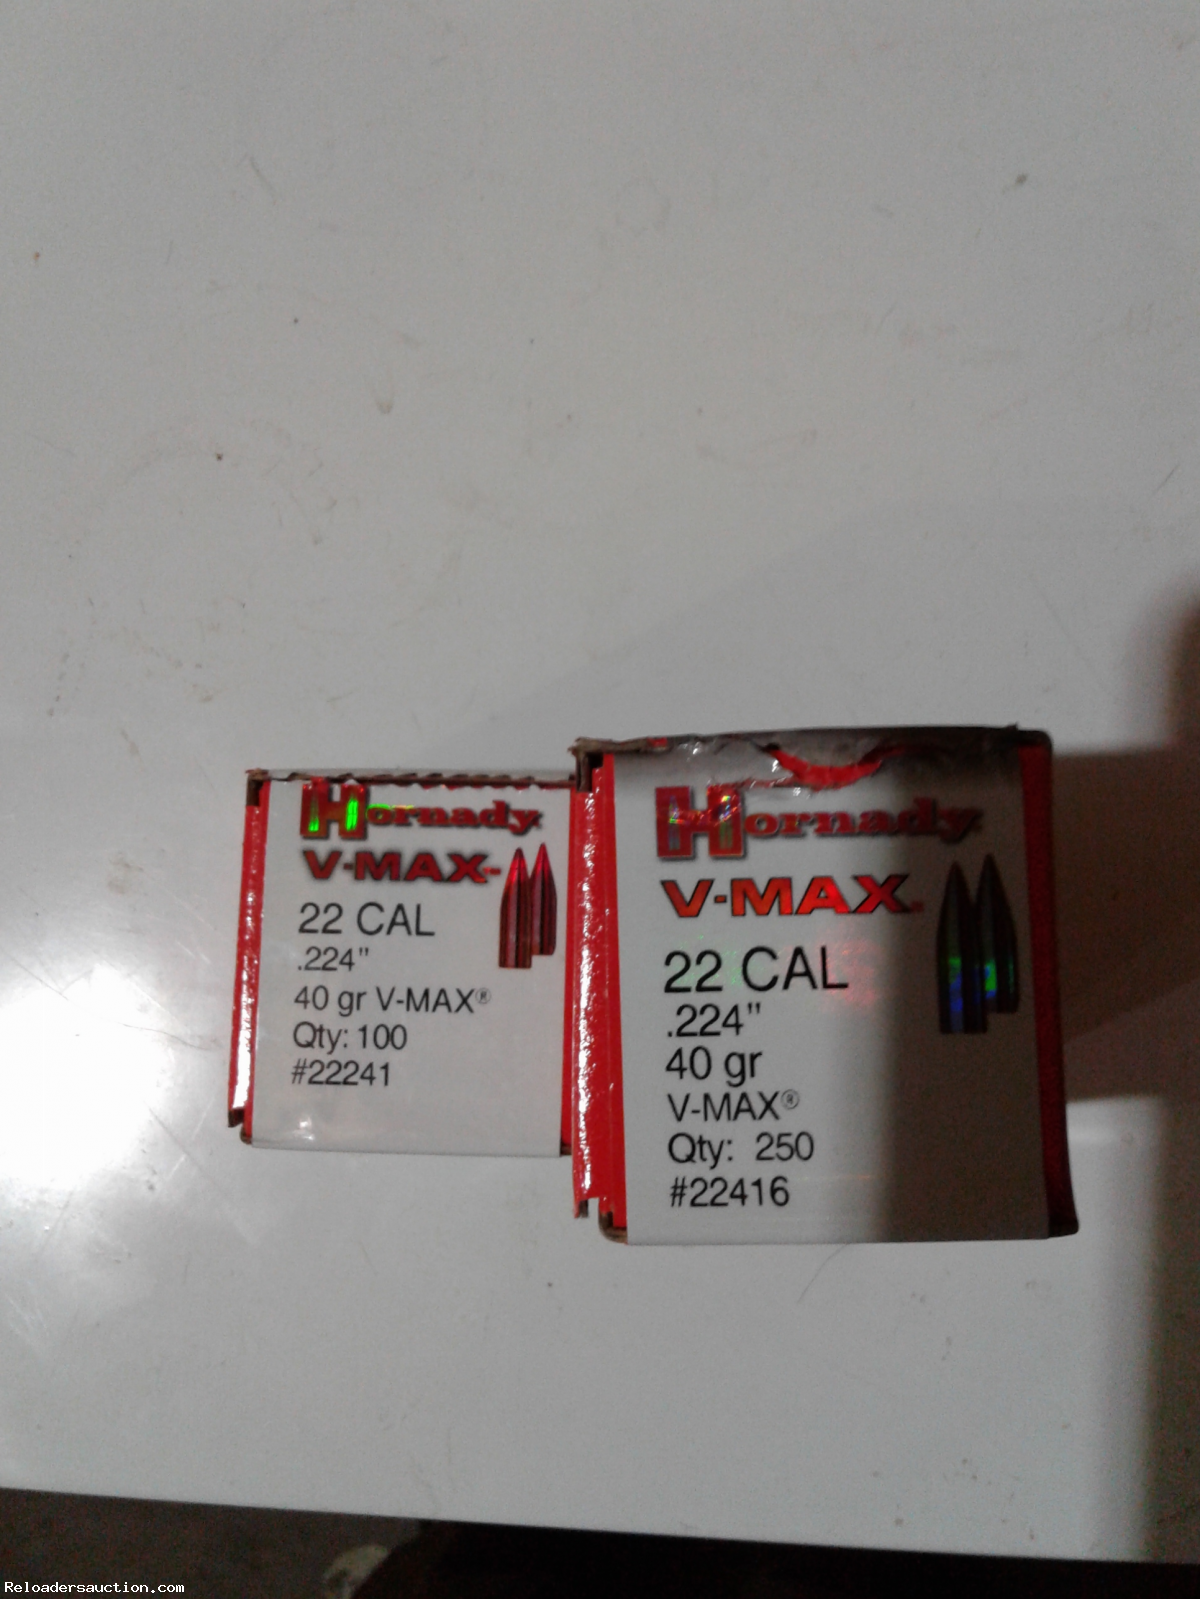 Hornady
V-MAX
22 CAL
.224"
40 gr V-MAX®
Qty: 100
#22241
Hornady
V-MAX
22 CAL
.224"
40 gr
V-MAX®
Qty: 250
#22416
Reloadersauction.com